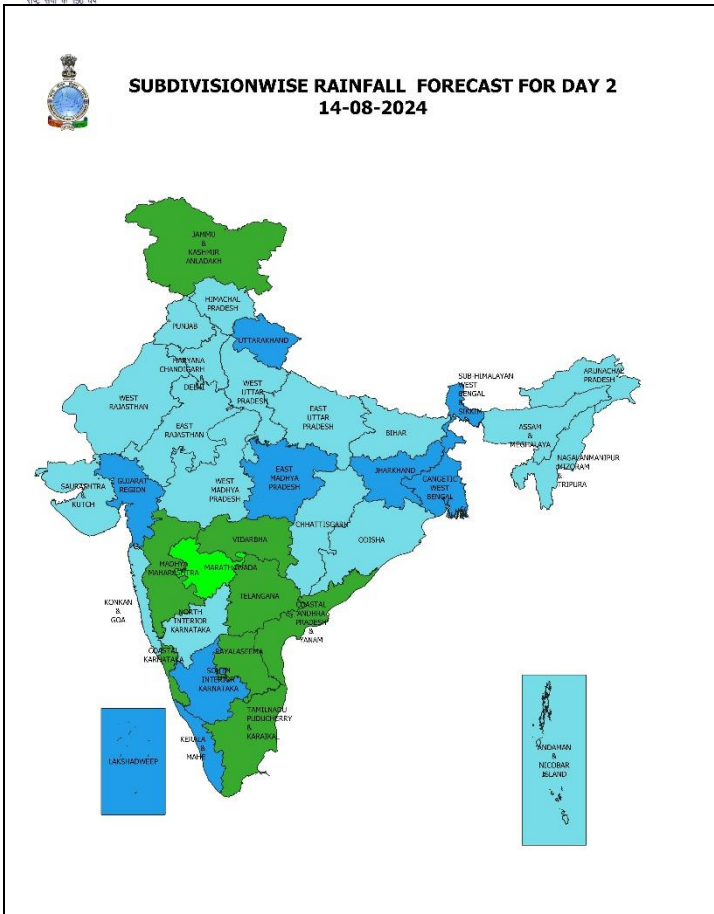 SUBDIVISIONWISE RAINFALL FORECAST FOR DAY 2
14-08-2024
JAMMU
&
KASHMIR
ANLADAKH
HIMACHAL
PRADESH
PUNJAB
UTTARAKHAND
HARYANA
CHANDIGARH
&
DELHI
WEST
UTTAR
PRADESH
WEST
RAJASTHAN
EAST
RAJASTHAN
EAST
UTTAR
PRADESH
BIHAR
SUB-HIMALAYAN
WEST
BENGAL
&
SIKKIM
ARUNACHAL
PRADESH
ASSAM
&
MEGHALAYA
NAGALANMANIPUR
MIZORAM
&
TRIPURA
SAURASHTRA
&
KUTCH
GUJARAT
REGION
WEST
MADHYA
PRADESH
EAST
MADHYA
PRADESH
JHARKHAND
GANGETIC
WEST
BENGAL
CHHATTISGARH
ODISHA
VIDARBHA
MADHYA
MAHARASHTRA
MARATHAWADA
TELANGANA
KONKAN
&
GOA
NORTH
INTERIOR
KARNATAKA
COASTAL
ANDHRA
PRADESH
&
YANAM
COASTAL
KARNATAKA
RAYALASEEMA
SOUTH
INTERIOR
KARNATAKA
TAMILNADU
PUDUCHERRY
&
KARAIKAL
KERALA
&
MAHE
LAKSHADWEEP
ANDAMAN
&
NICOBAR
ISLAND